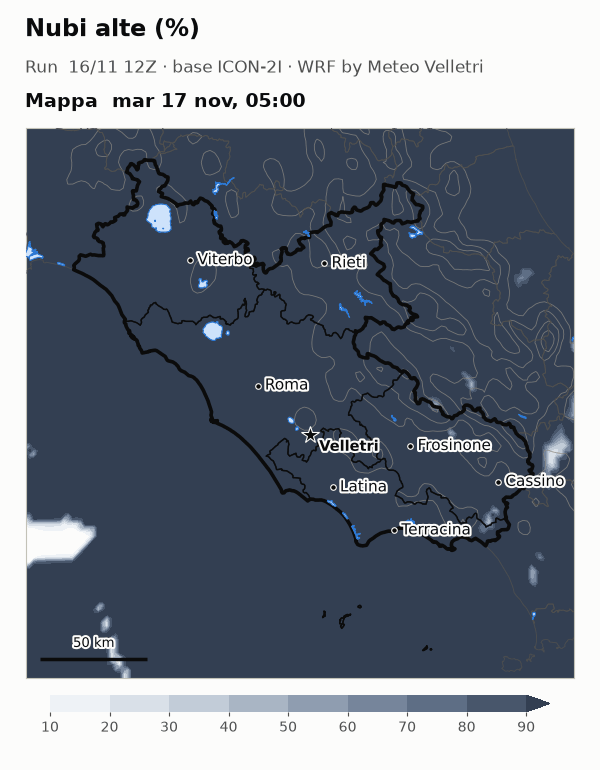 Nubi alte (%)
Run  16/11 12Z · base ICON-2I · WRF by Meteo Velletri
Mappa  mar 17 nov, 05:00
Viterbo
Rieti
Roma
Velletri
Frosinone
Cassino
Latina
Terracina
50 km
10 20 30 40 50 60 70 80 90